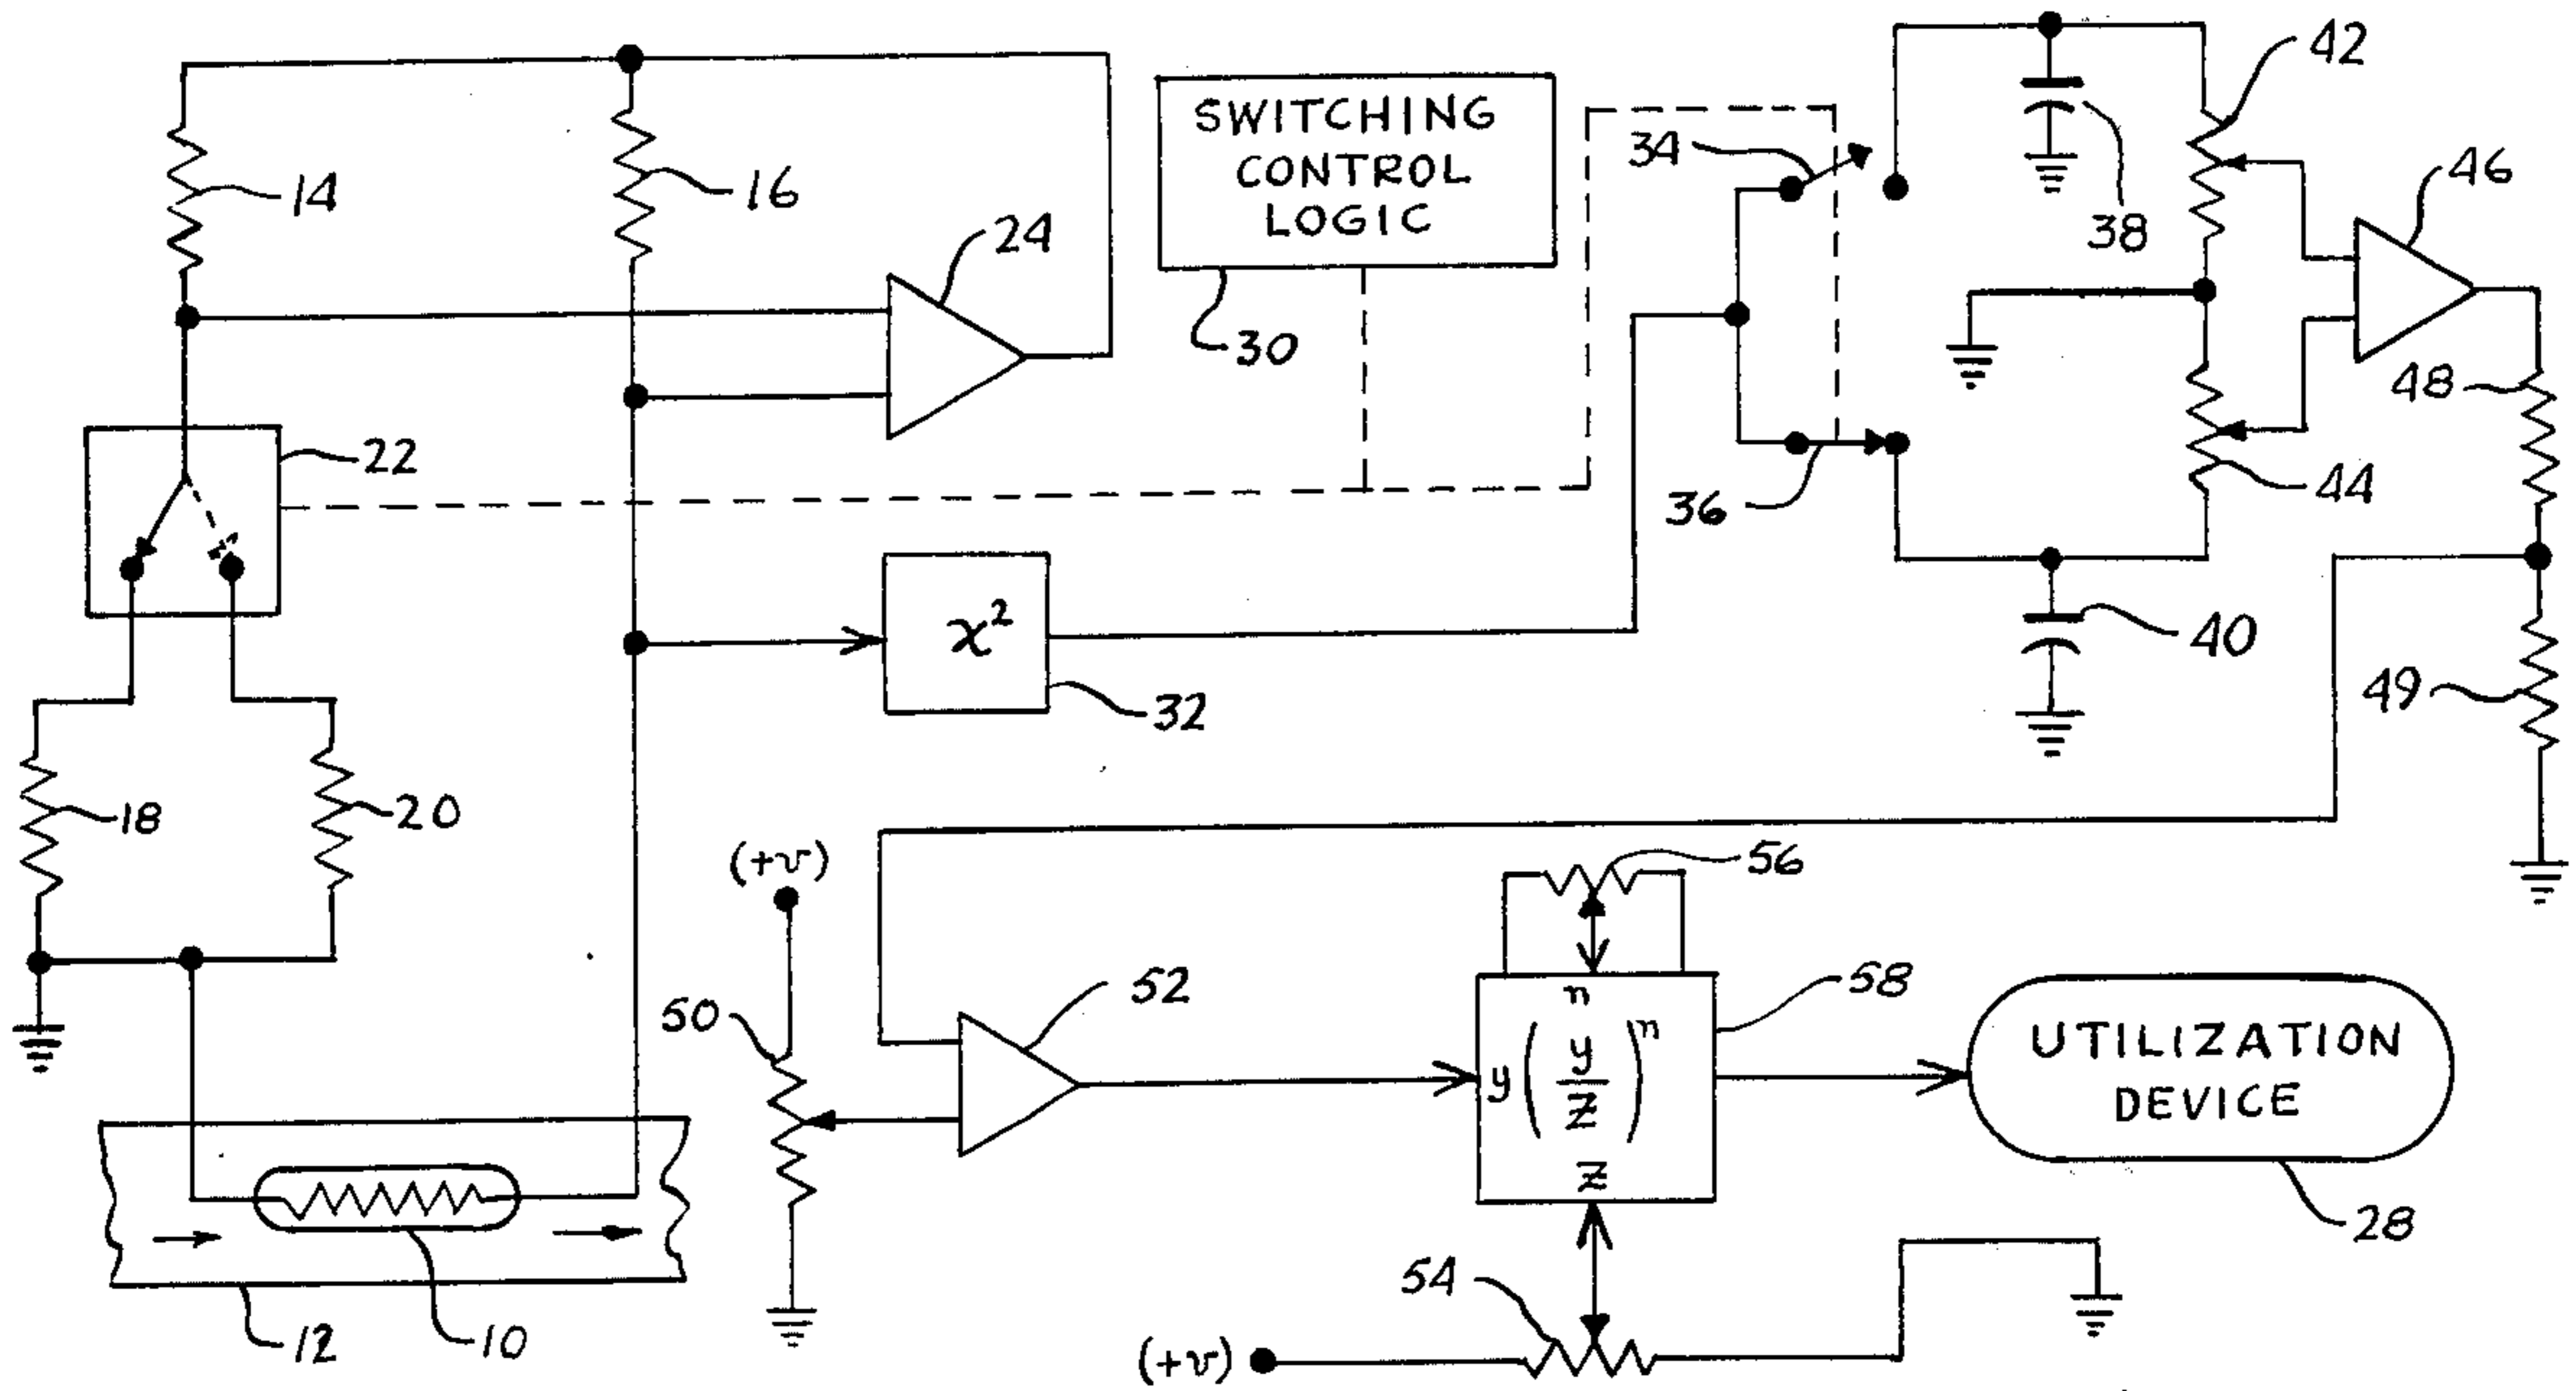 42
SWITCHING
CONTROL
LOGIC
34
46
14
16
38
24
30
48
22
36
44
x²
40
32
49
18
20
(+v)
56
50
52
n
58
y(y/z)ⁿ
z
UTILIZATION
DEVICE
28
54
12
10
(+v)